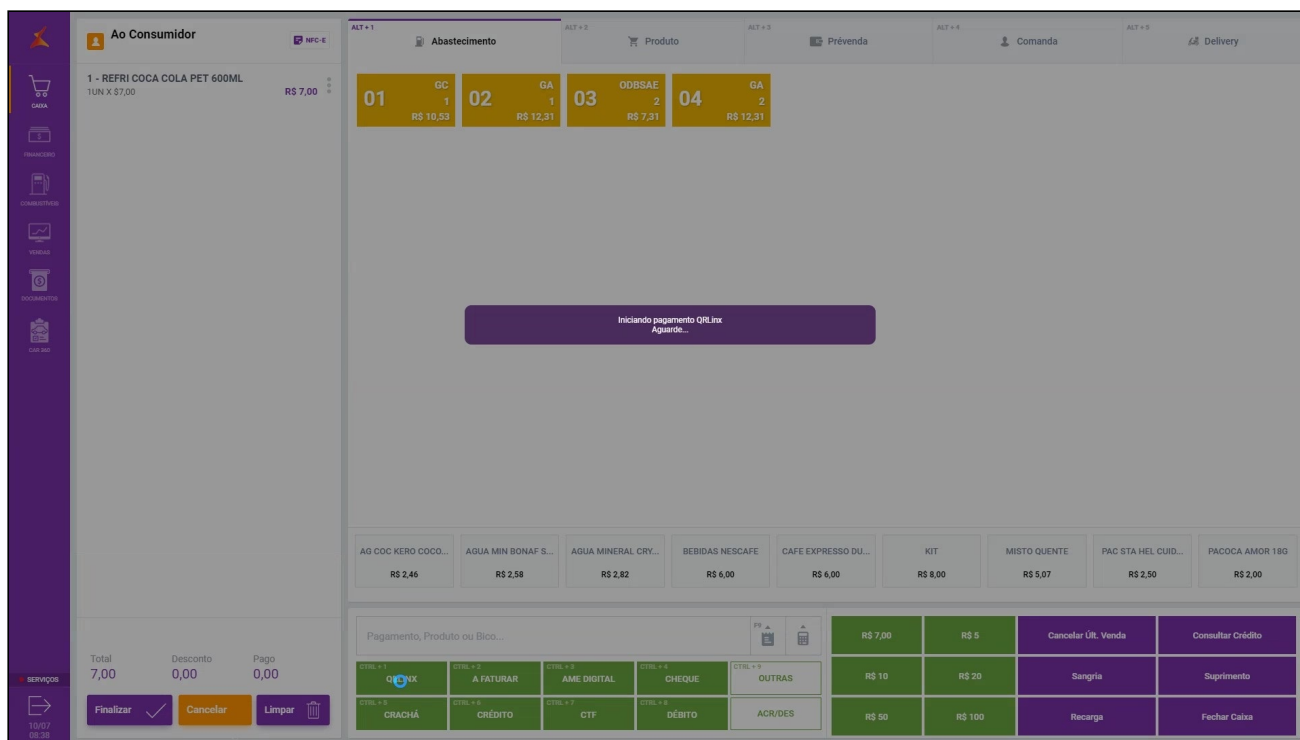 Ao Consumidor
NFC-E
1 - REFRI COCA COLA PET 600ML
1UN X $7,00
R$ 7,00
CAIXA
FINANCEIRO
COMBUSTÍVEIS
VENDAS
DOCUMENTOS
SERVIÇOS
10/07
08:38
Total
Desconto
Pago
7,00
0,00
0,00
Finalizar
Cancelar
Limpar
ALT + 1
Abastecimento
ALT + 2
Produto
ALT + 3
Prévenda
ALT + 4
Comanda
ALT + 5
Delivery
01
GC
1
R$ 10,53
02
GA
1
R$ 12,31
03
ODBSAE
2
R$ 7,31
04
GA
2
R$ 12,31
Iniciando pagamento QRLinx
Aguarde...
AG COC KERO COCO...
R$ 2,46
AGUA MIN BONAF S...
R$ 2,58
AGUA MINERAL CRY...
R$ 2,82
BEBIDAS NESCAFE
R$ 6,00
CAFE EXPRESSO DU...
R$ 6,00
KIT
R$ 8,00
MISTO QUENTE
R$ 5,07
PAC STA HEL CUID...
R$ 2,50
PACOCA AMOR 18G
R$ 2,00
Pagamento, Produto ou Bico...
CTRL + 1
QRLINX
CTRL + 2
A FATURAR
CTRL + 3
AME DIGITAL
CTRL + 4
CHEQUE
CTRL + 9
OUTRAS
CTRL + 5
CRACHÁ
CTRL + 6
CRÉDITO
CTRL + 7
CTF
CTRL + 8
DÉBITO
ACR/DES
R$ 7,00
R$ 5
Cancelar Últ. Venda
Consultar Crédito
R$ 10
R$ 20
Sangria
Suprimento
R$ 50
R$ 100
Recarga
Fechar Caixa